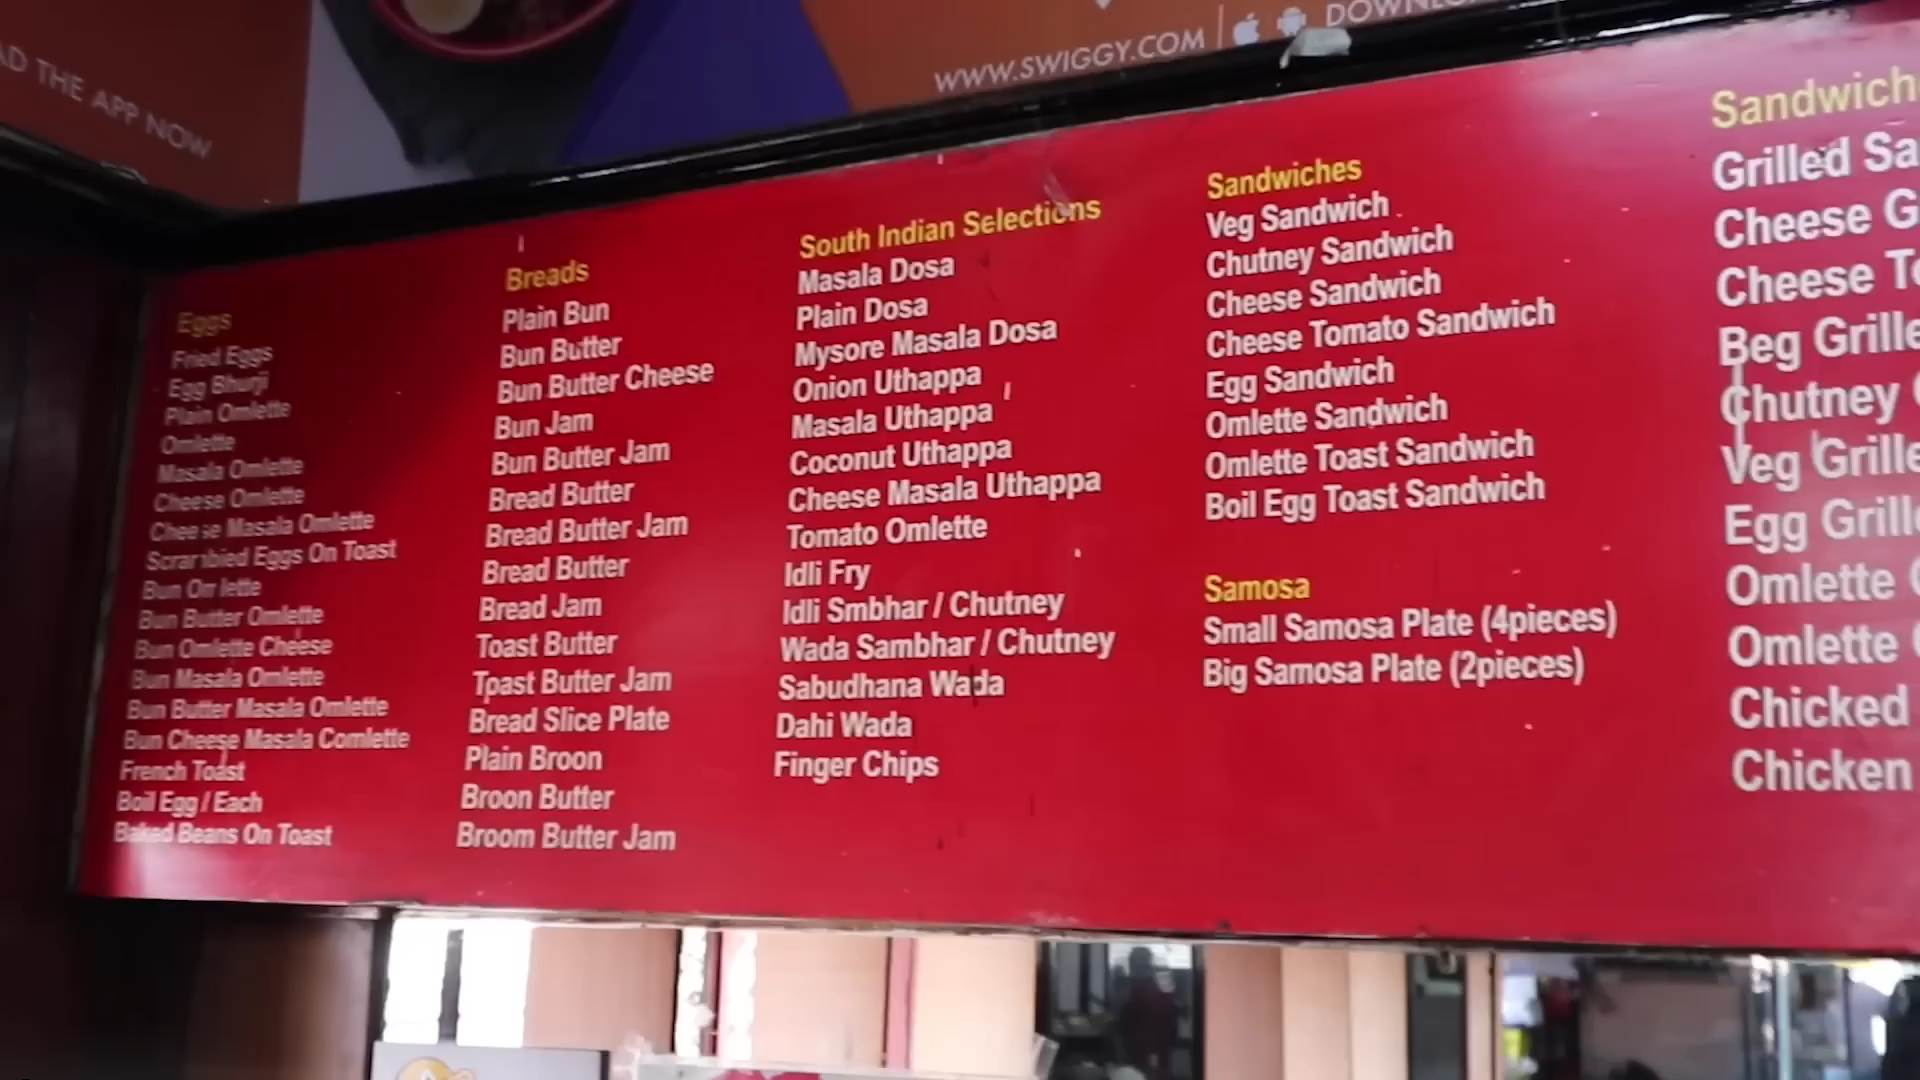 AD THE APP NOW
WWW.SWIGGY.COM
Eggs
Fried Eggs
Egg Bhurji
Plain Omlette
Omlette
Masala Omlette
Cheese Omlette
Cheese Masala Omlette
Scrambled Eggs On Toast
Bun Omlette
Bun Butter Omlette
Bun Omlette Cheese
Bun Masala Omlette
Bun Butter Masala Omlette
Bun Cheese Masala Comlette
French Toast
Boil Egg / Each
Baked Beans On Toast
Breads
Plain Bun
Bun Butter
Bun Butter Cheese
Bun Jam
Bun Butter Jam
Bread Butter
Bread Butter Jam
Bread Butter
Bread Jam
Toast Butter
Tpast Butter Jam
Bread Slice Plate
Plain Broon
Broon Butter
Broom Butter Jam
South Indian Selections
Masala Dosa
Plain Dosa
Mysore Masala Dosa
Onion Uthappa
Masala Uthappa
Coconut Uthappa
Cheese Masala Uthappa
Tomato Omlette
Idli Fry
Idli Smbhar / Chutney
Wada Sambhar / Chutney
Sabudhana Wada
Dahi Wada
Finger Chips
Sandwiches
Veg Sandwich
Chutney Sandwich
Cheese Sandwich
Cheese Tomato Sandwich
Egg Sandwich
Omlette Sandwich
Omlette Toast Sandwich
Boil Egg Toast Sandwich
Samosa
Small Samosa Plate (4pieces)
Big Samosa Plate (2pieces)
Sandwich
Grilled Sa
Cheese G
Cheese To
Beg Grille
Chutney
Veg Grille
Egg Grille
Omlette
Omlette
Chicked
Chicken